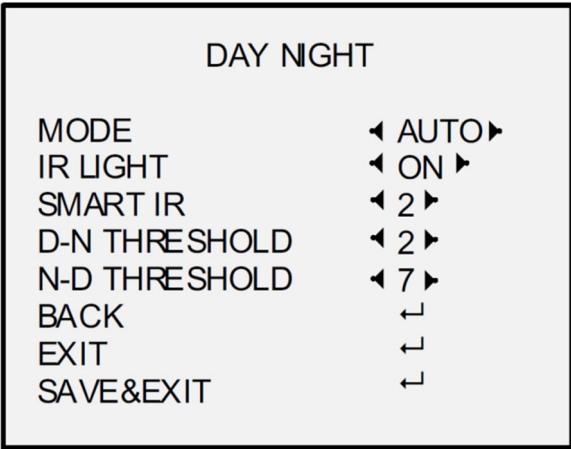 DAY NIGHT
MODE ◂ AUTO ▸
IR LIGHT ◂ ON ▸
SMART IR ◂ 2 ▸
D-N THRESHOLD ◂ 2 ▸
N-D THRESHOLD ◂ 7 ▸
BACK ↵
EXIT ↵
SAVE&EXIT ↵